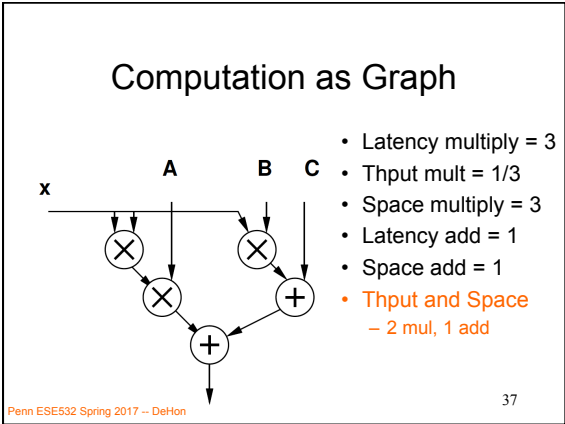 Computation as Graph
x
A
B
C
× × × + +
• Latency multiply = 3
• Thput mult = 1/3
• Space multiply = 3
• Latency add = 1
• Space add = 1
• Thput and Space
– 2 mul, 1 add
Penn ESE532 Spring 2017 -- DeHon
37